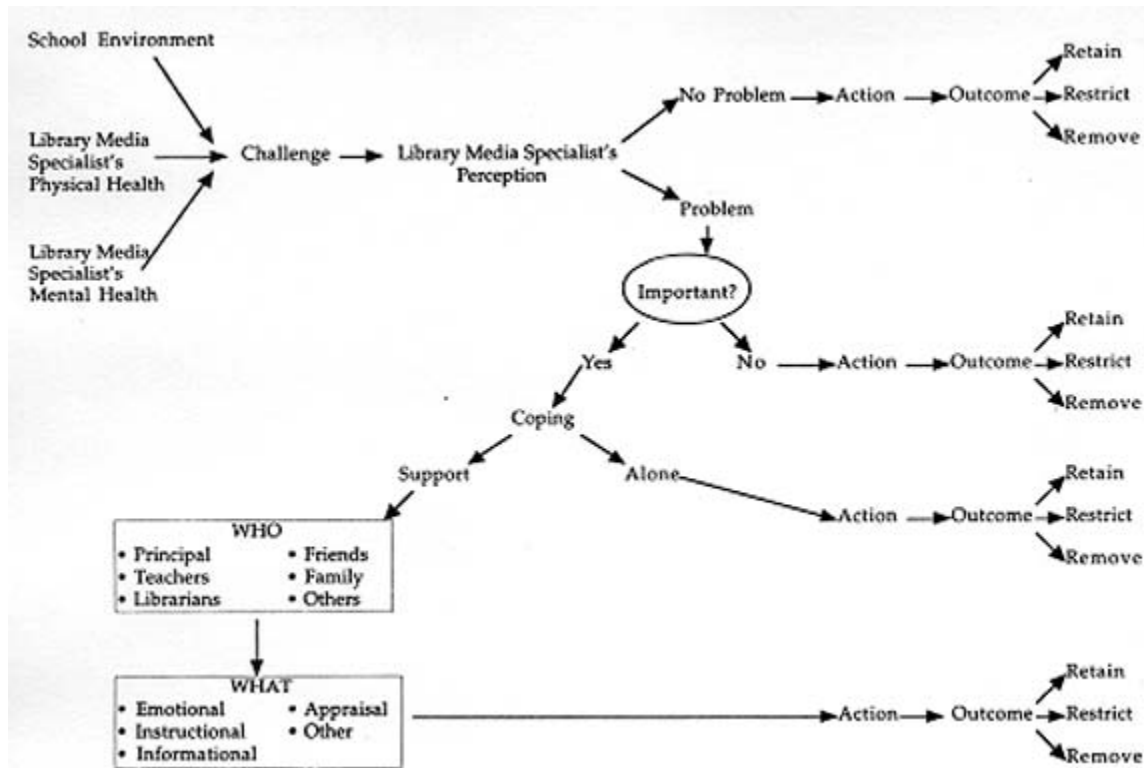 School Environment
Library Media
Specialist's
Physical Health
Library Media
Specialist's
Mental Health
Challenge
Library Media Specialist's
Perception
No Problem
Action
Outcome
Retain
Restrict
Remove
Problem
Important?
Yes
No
Action
Outcome
Retain
Restrict
Remove
Coping
Support
Alone
Action
Outcome
Retain
Restrict
Remove
WHO
• Principal • Friends
• Teachers • Family
• Librarians • Others
WHAT
• Emotional • Appraisal
• Instructional • Other
• Informational
Action
Outcome
Retain
Restrict
Remove